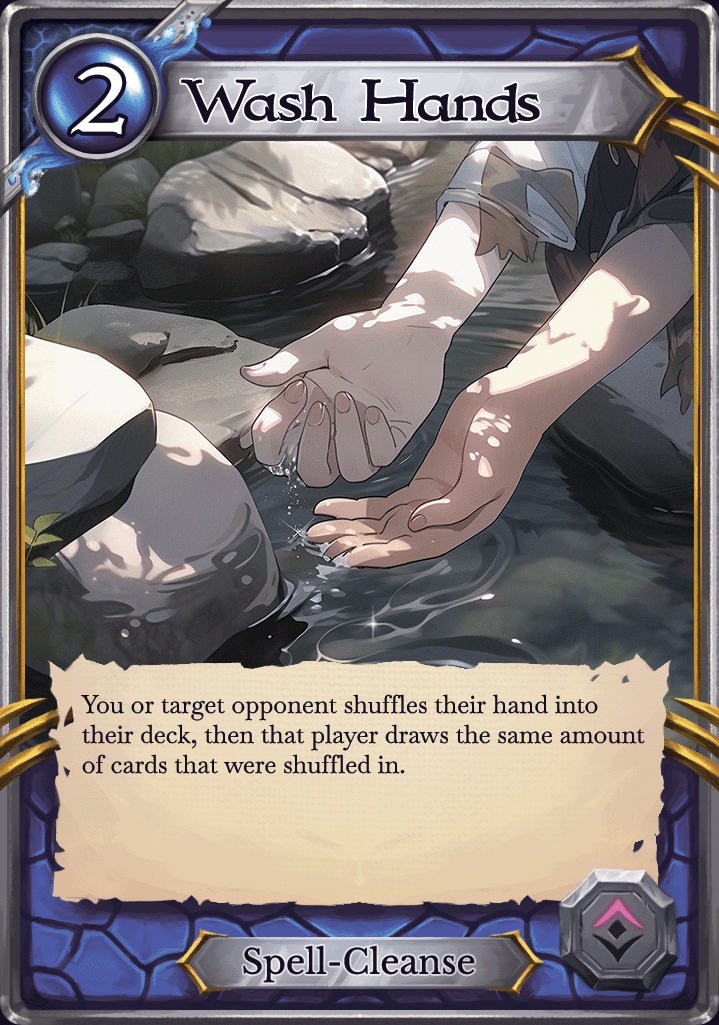 2
Wash Hands
You or target opponent shuffles their hand into
their deck, then that player draws the same amount
of cards that were shuffled in.
Spell-Cleanse